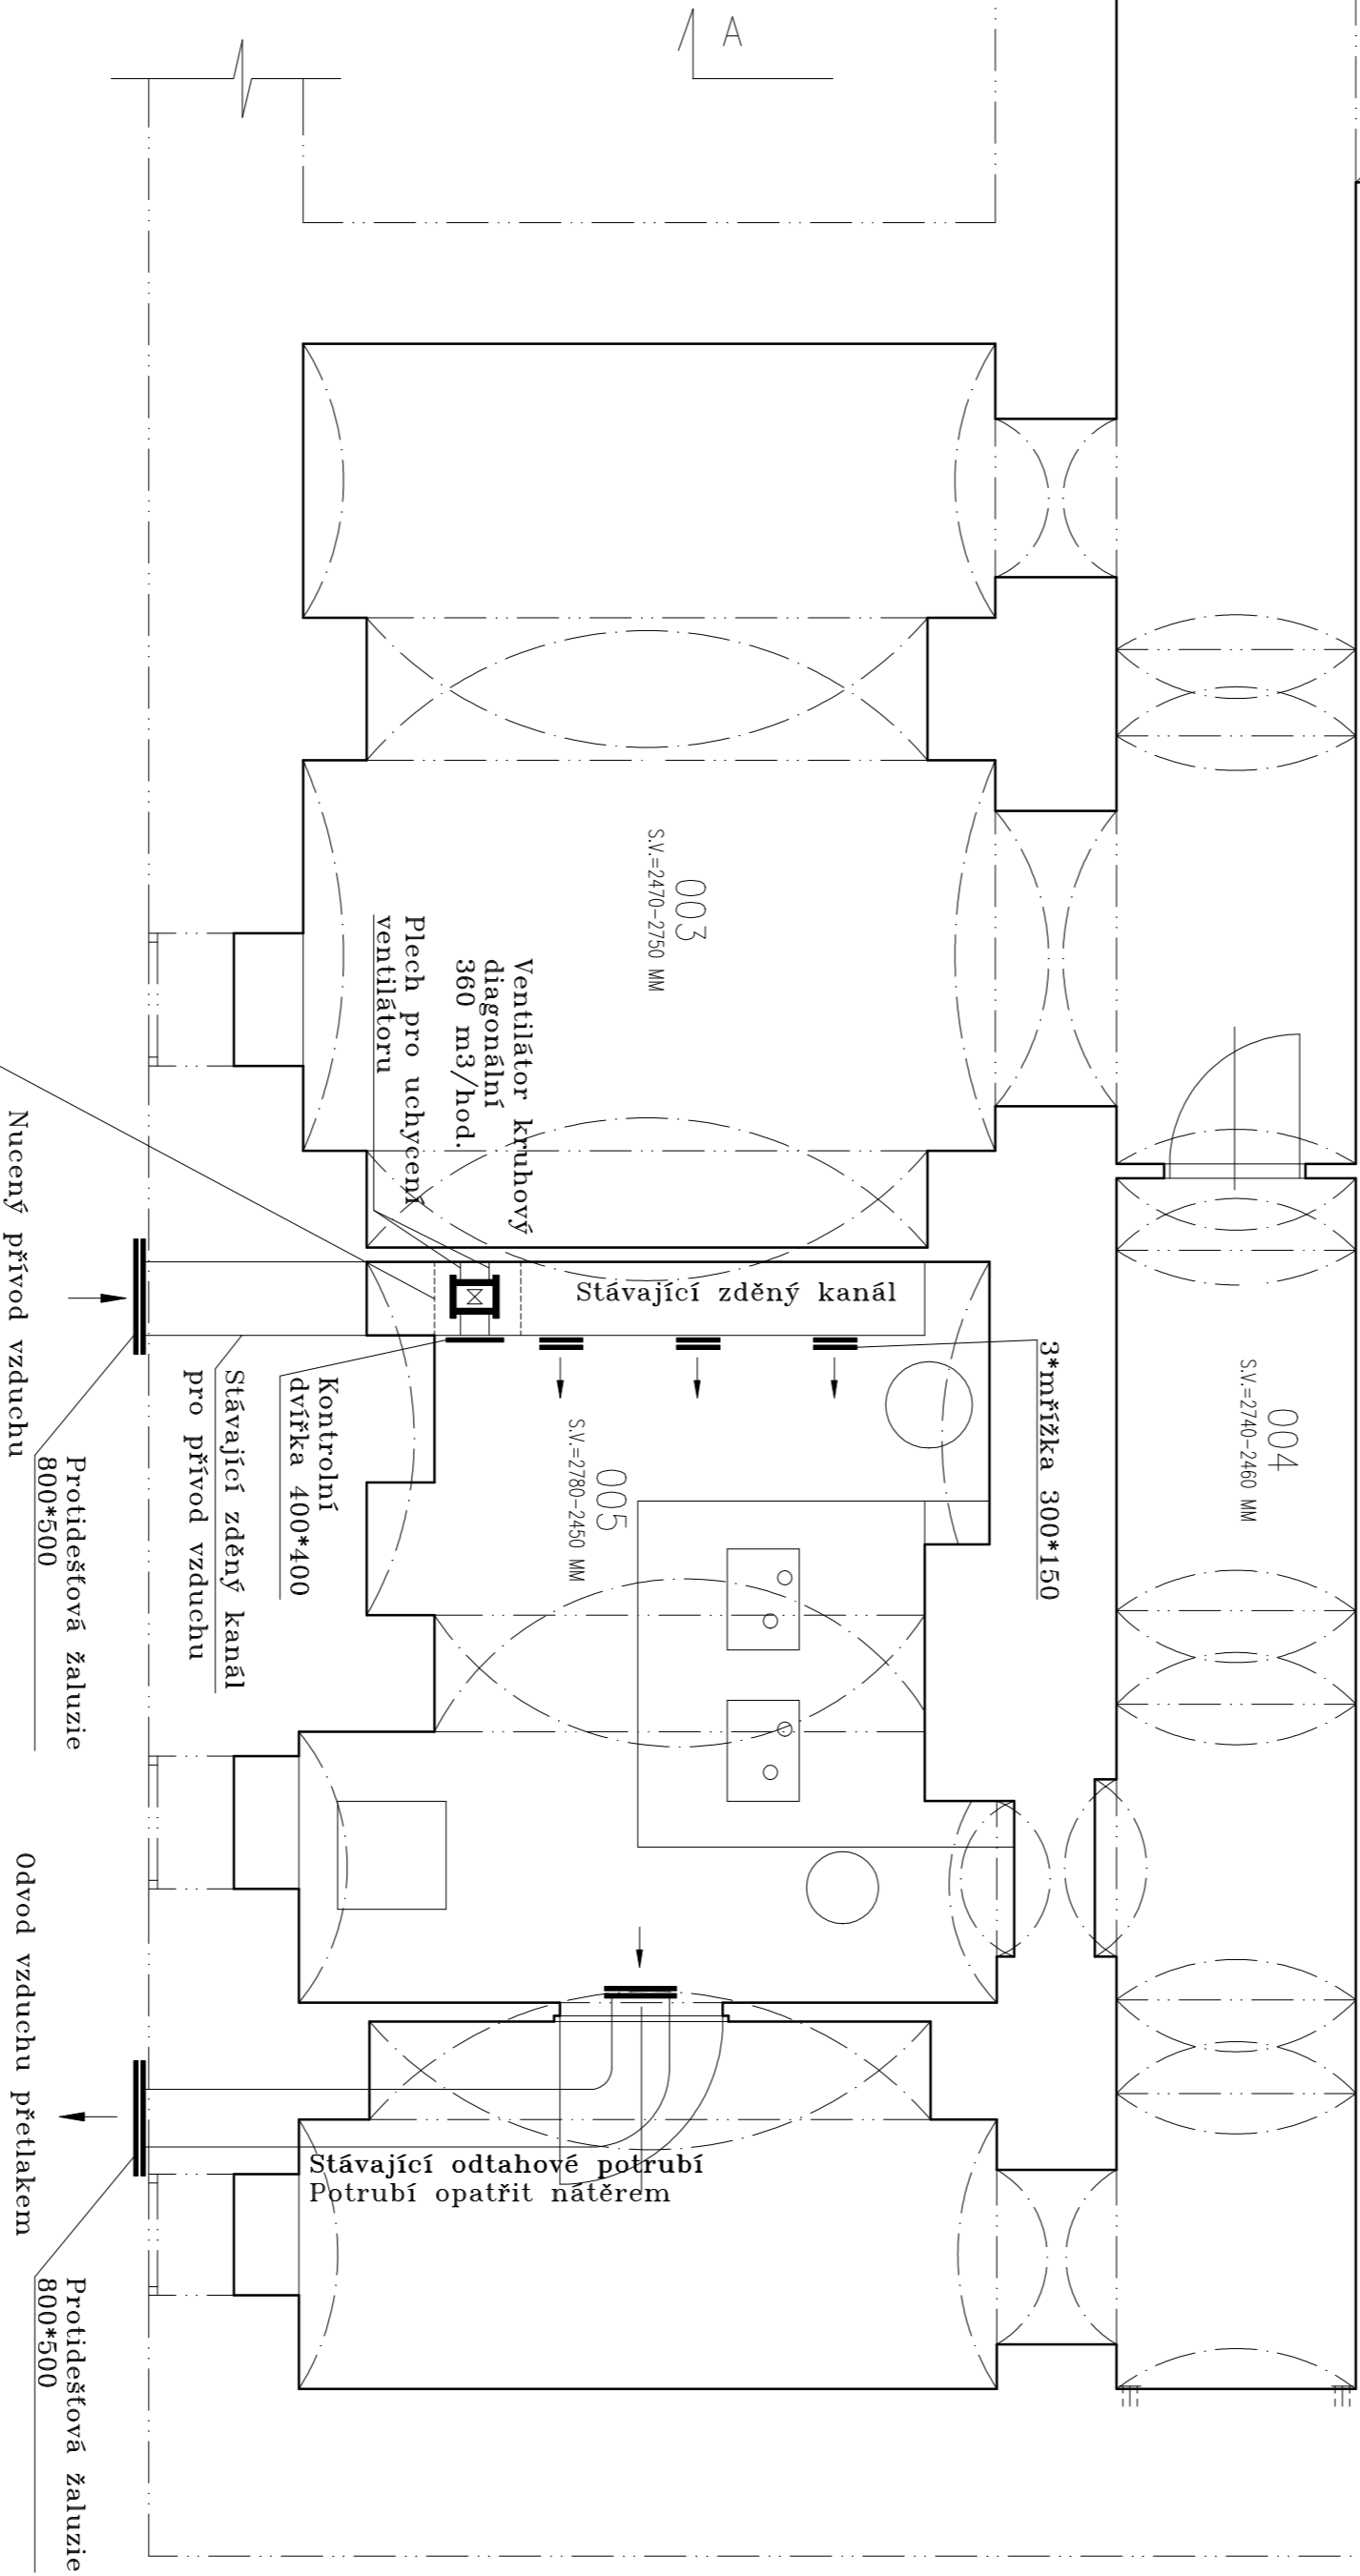 A
003
S.V.=2470-2750 MM
Ventilátor kruhový
diagonální
360 m3/hod.
Plech pro uchycení
ventilátoru
Stávající zděný kanál
3*mřížka 300*150
004
S.V.=2740-2460 MM
005
S.V.=2780-2450 MM
Kontrolní
dvířka 400*400
Stávající zděný kanál
pro přívod vzduchu
Nucený přívod vzduchu
Protidešťová žaluzie
800*500
Stávající odtahové potrubí
Potrubí opatřit nátěrem
Odvod vzduchu přetlakem
Protidešťová žaluzie
800*500